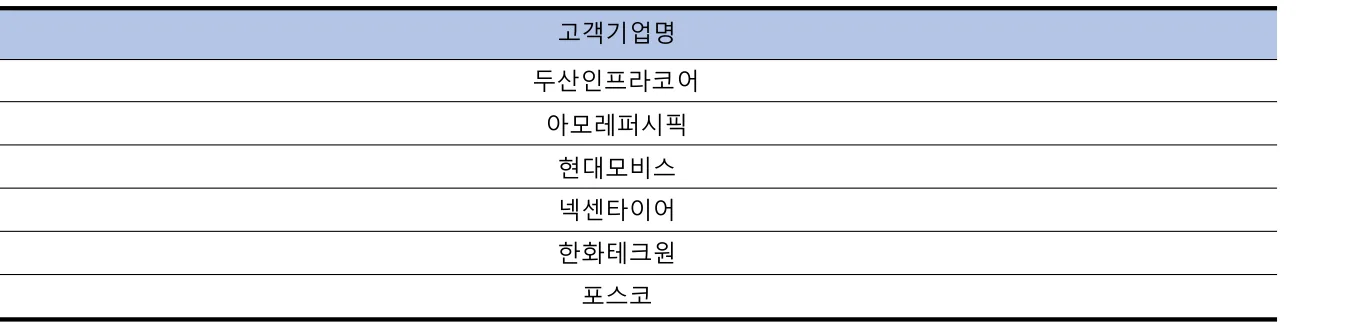 고객기업명
두산인프라코어
아모레퍼시픽
현대모비스
넥센타이어
한화테크원
포스코